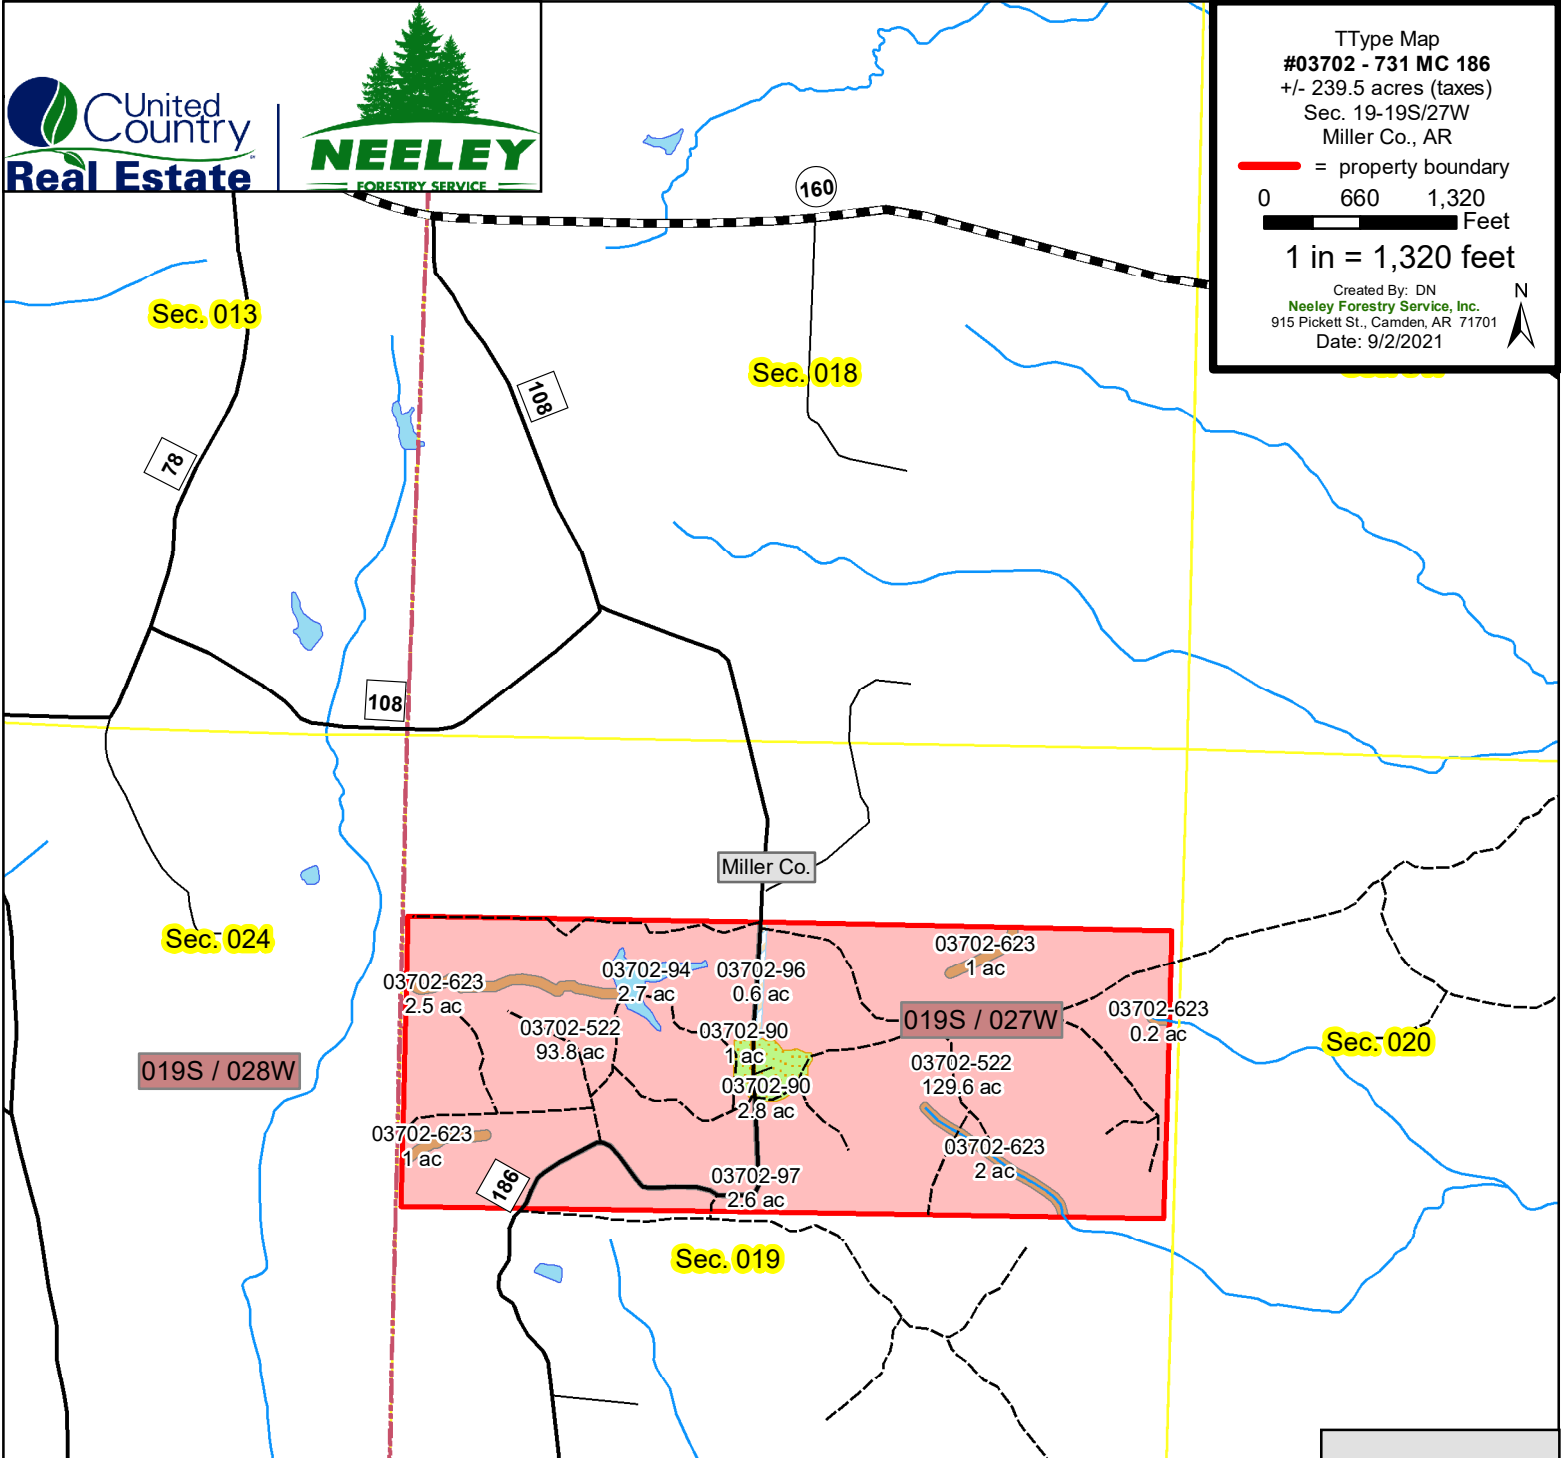 United
Country
Real Estate
NEELEY
FORESTRY SERVICE
TType Map
#03702 - 731 MC 186
+/- 239.5 acres (taxes)
Sec. 19-19S/27W
Miller Co., AR
= property boundary
0 660 1,320
Feet
1 in = 1,320 feet
Created By: DN
Neeley Forestry Service, Inc.
915 Pickett St., Camden, AR 71701
Date: 9/2/2021
N
160
Sec. 013
Sec. 018
108
78
108
Miller Co.
Sec. 024
03702-623
1 ac
03702-623
2.5 ac
03702-94
2.7 ac
03702-96
0.6 ac
03702-522
93.8 ac
03702-90
1 ac
019S / 027W
03702-623
0.2 ac
Sec. 020
019S / 028W
03702-522
129.6 ac
03702-90
2.8 ac
03702-623
1 ac
03702-623
2 ac
186
03702-97
2.6 ac
Sec. 019